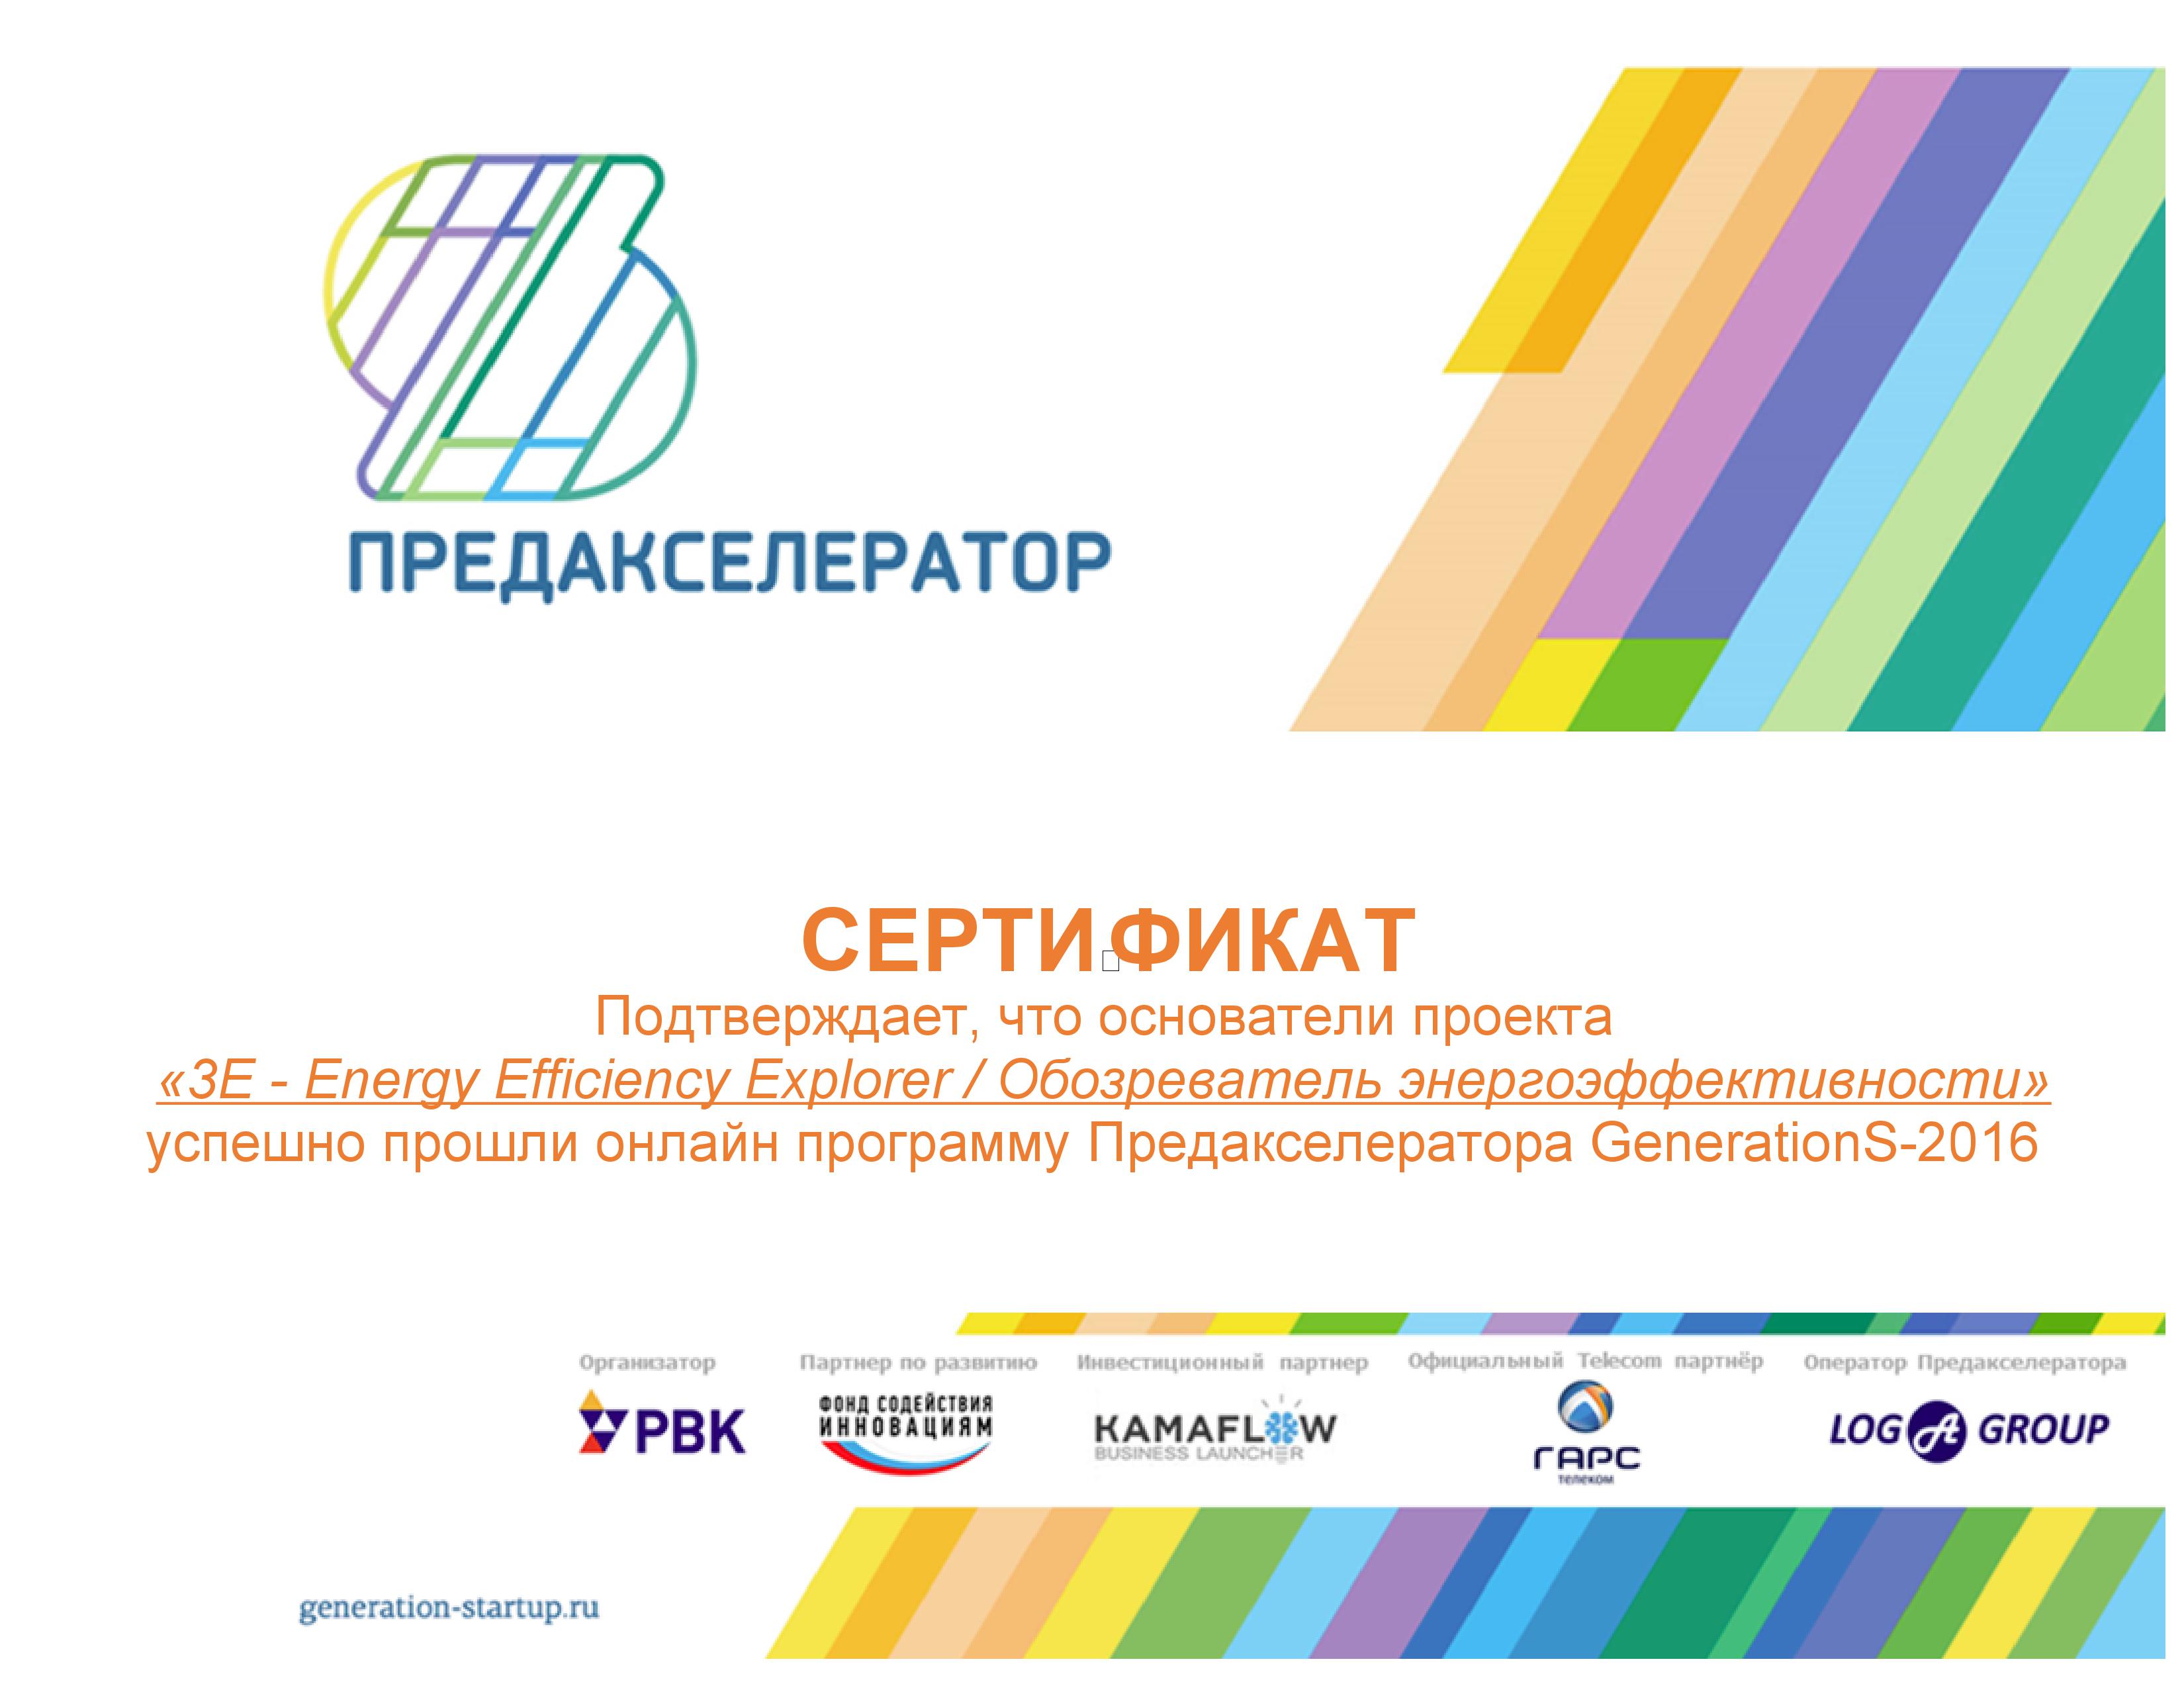 ПРЕДАКСЕЛЕРАТОР
СЕРТИФИКАТ
Подтверждает, что основатели проекта
«3E - Energy Efficiency Explorer / Обозреватель энергоэффективности»
успешно прошли онлайн программу Предакселератора GenerationS-2016
Организатор
РВК
Партнер по развитию
ФОНД СОДЕЙСТВИЯ
ИННОВАЦИЯМ
Инвестиционный партнер
KAMAFLOW
BUSINESS LAUNCHER
Официальный Telecom партнёр
ГАРС
ТЕЛЕКОМ
Оператор Предакселератора
LOGA GROUP
generation-startup.ru